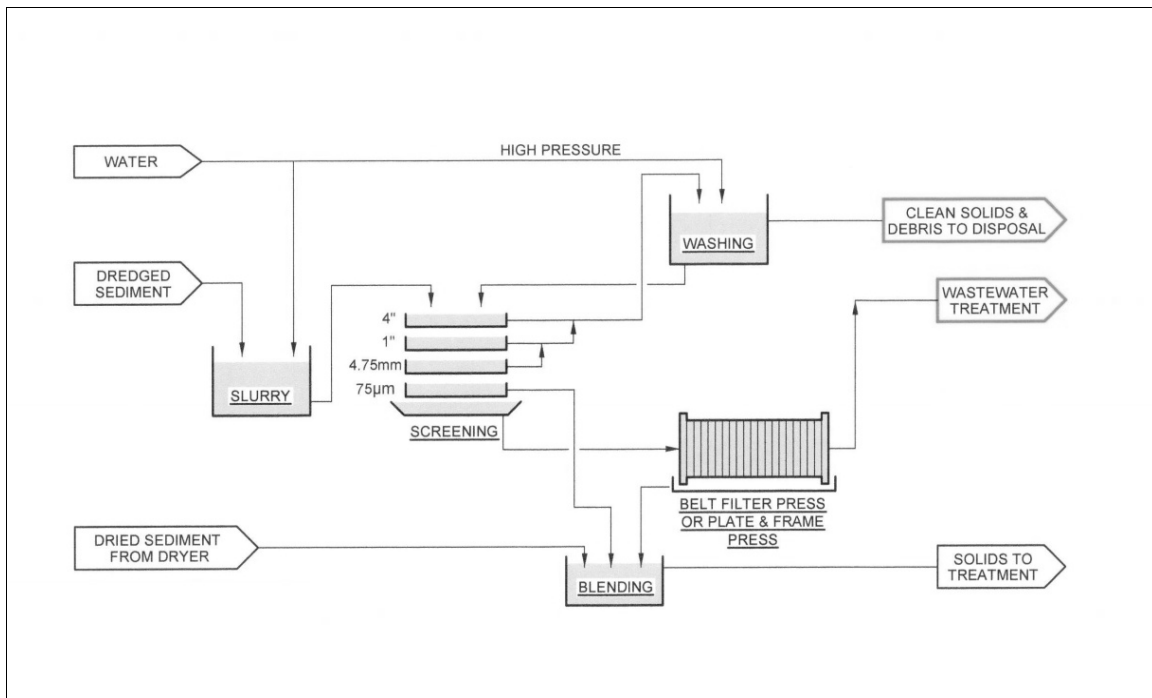 WATER
HIGH PRESSURE
WASHING
CLEAN SOLIDS &
DEBRIS TO DISPOSAL
DREDGED
SEDIMENT
WASTEWATER
TREATMENT
4"
1"
4.75mm
75µm
SLURRY
SCREENING
BELT FILTER PRESS
OR PLATE & FRAME
PRESS
DRIED SEDIMENT
FROM DRYER
BLENDING
SOLIDS TO
TREATMENT